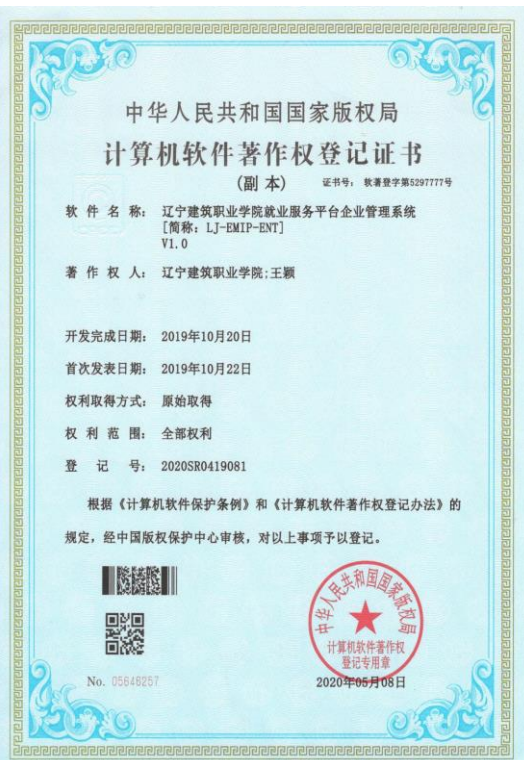 中华人民共和国国家版权局
计算机软件著作权登记证书
(副本)
证书号： 软著登字第5297777号
软 件 名 称： 辽宁建筑职业学院就业服务平台企业管理系统
[简称：LJ-EMIP-ENT]
V1.0
著 作 权 人： 辽宁建筑职业学院;王颖
开发完成日期： 2019年10月20日
首次发表日期： 2019年10月22日
权利取得方式： 原始取得
权 利 范 围： 全部权利
登 记 号： 2020SR0419081
根据《计算机软件保护条例》和《计算机软件著作权登记办法》的
规定，经中国版权保护中心审核，对以上事项予以登记。
中华人民共和国国家版权局
计算机软件著作权
登记专用章
No. 05646257
2020年05月08日